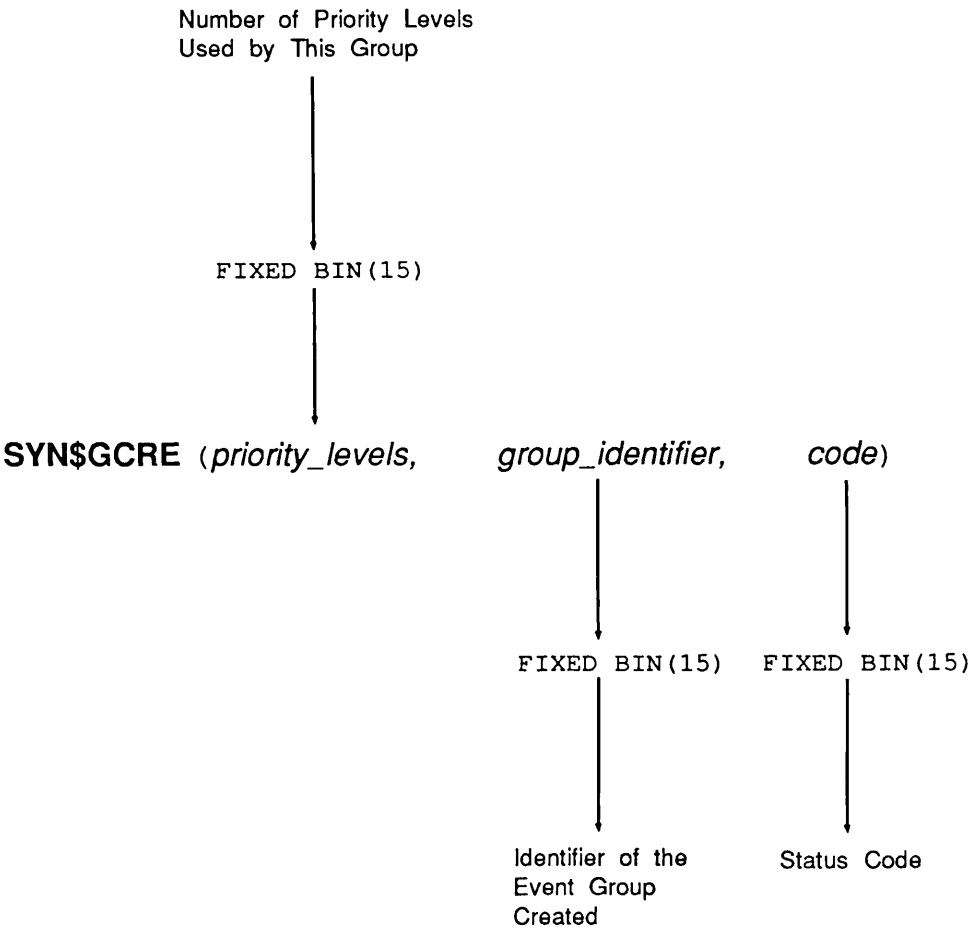 Number of Priority Levels
Used by This Group
FIXED BIN(15)
SYN$GCRE (priority_levels, group_identifier, code)
FIXED BIN(15) FIXED BIN(15)
Identifier of the
Event Group
Created
Status Code